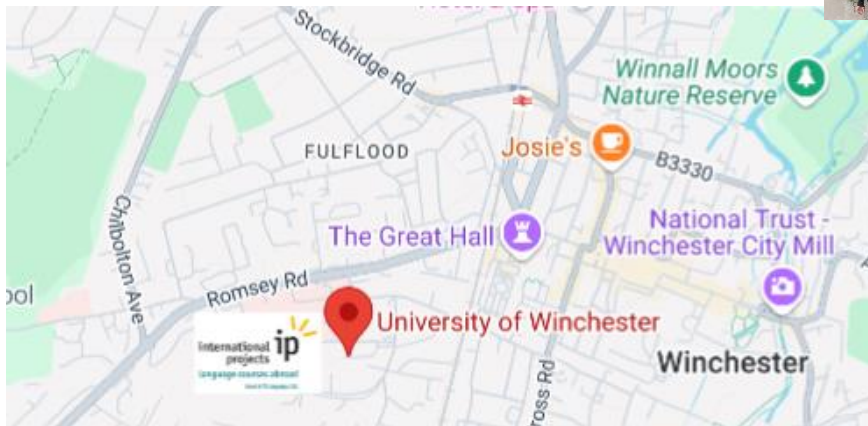 Stockbridge Rd
Winnall Moors
Nature Reserve
FULFLOOD
Josie's
B3330
Chilbolton Ave
The Great Hall
National Trust -
Winchester City Mill
Romsey Rd
ool
University of Winchester
international ip
projects
language courses abroad
Winchester
oss Rd